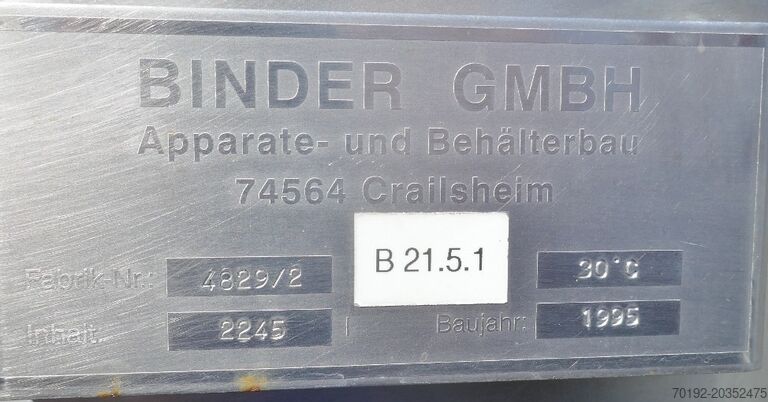 BINDER GMBH
Apparate- und Behälterbau
74564 Crailsheim
Fabrik-Nr.: 4829/2 B 21.5.1 30°C
Inhalt: 2245 l Baujahr: 1995
70192-20352475